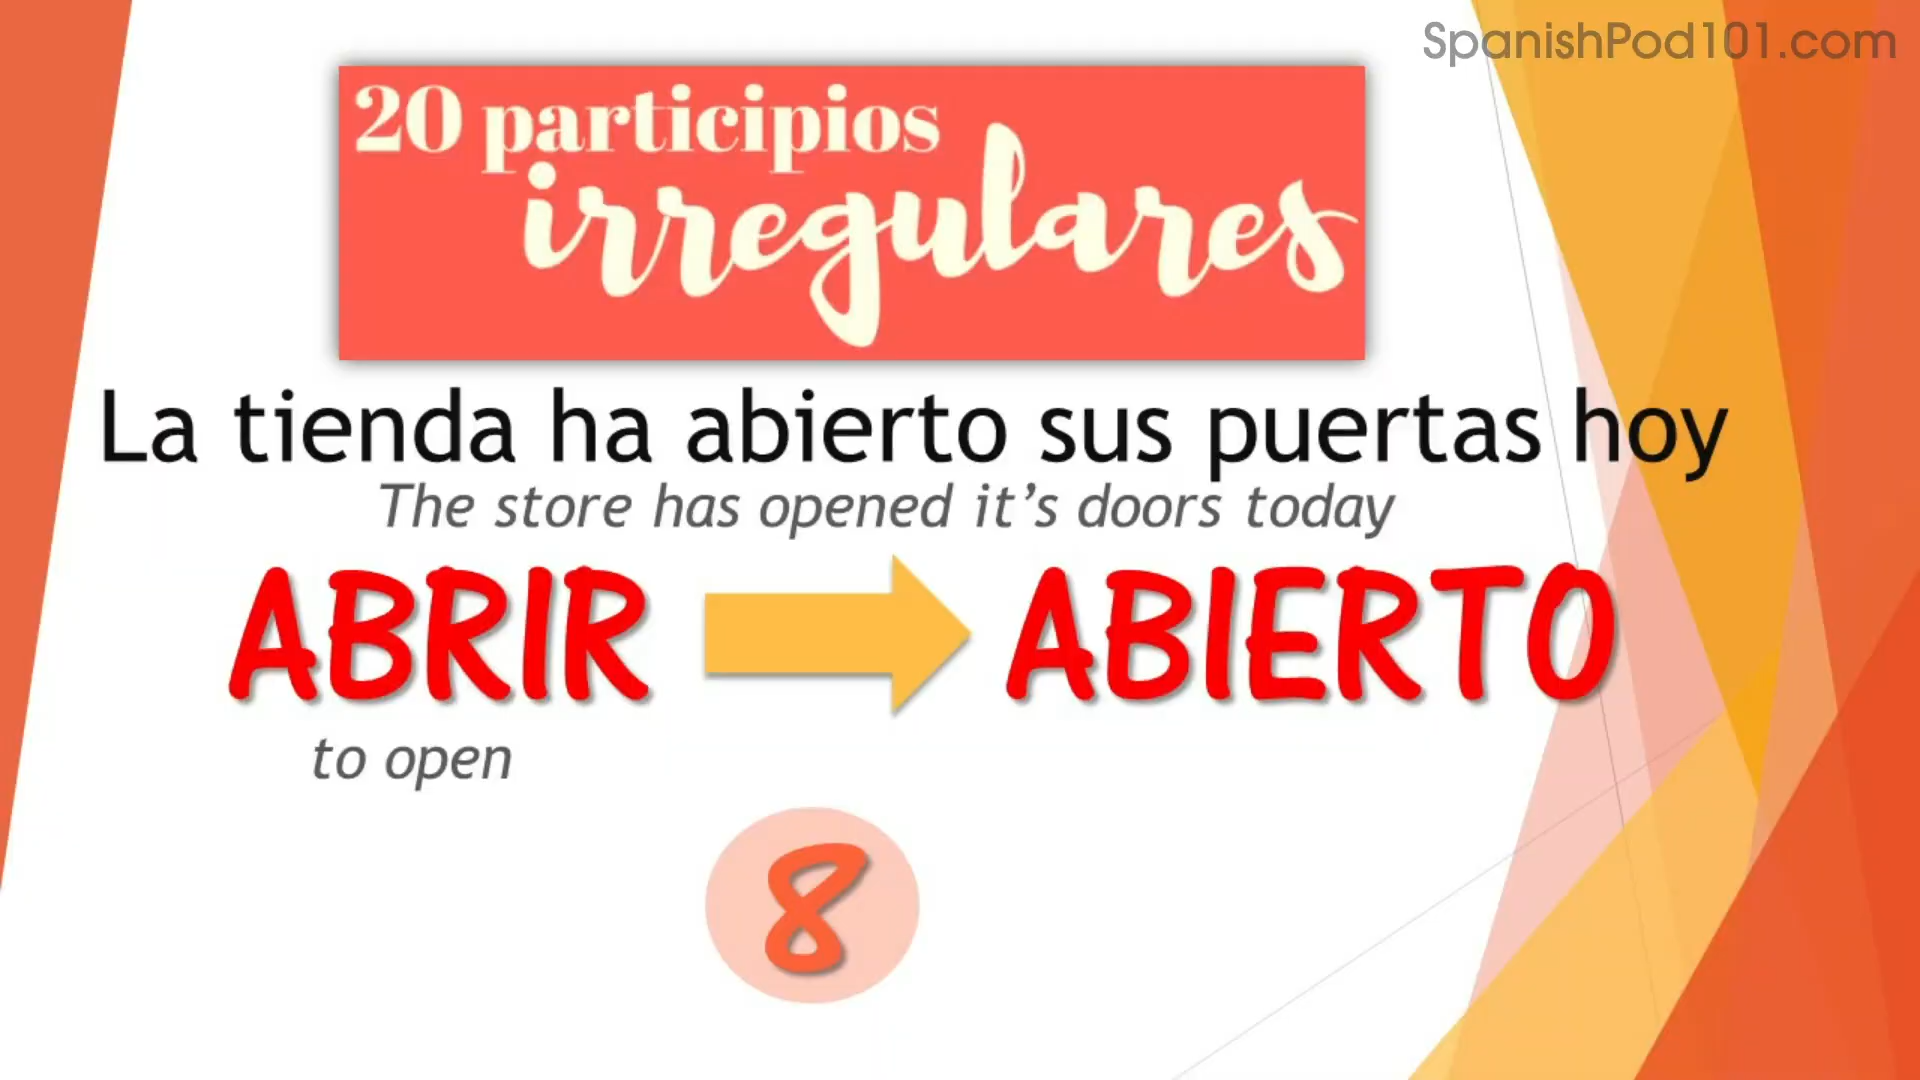 SpanishPod101.com
20 participios
irregulares
La tienda ha abierto sus puertas hoy
The store has opened it's doors today
ABRIR ABIERTO
to open
8